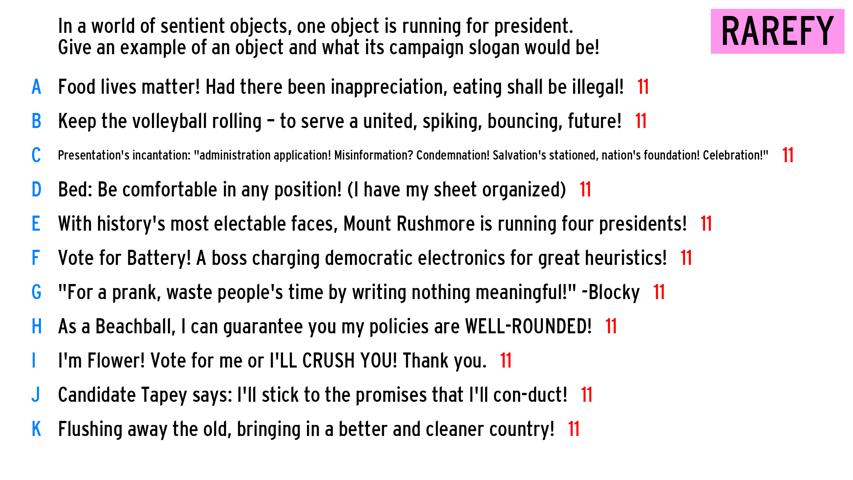 In a world of sentient objects, one object is running for president.
Give an example of an object and what its campaign slogan would be!
RAREFY
A Food lives matter! Had there been inappreciation, eating shall be illegal! 11
B Keep the volleyball rolling – to serve a united, spiking, bouncing, future! 11
C Presentation's incantation: "administration application! Misinformation? Condemnation! Salvation's stationed, nation's foundation! Celebration!" 11
D Bed: Be comfortable in any position! (I have my sheet organized) 11
E With history's most electable faces, Mount Rushmore is running four presidents! 11
F Vote for Battery! A boss charging democratic electronics for great heuristics! 11
G "For a prank, waste people's time by writing nothing meaningful!" -Blocky 11
H As a Beachball, I can guarantee you my policies are WELL-ROUNDED! 11
I I'm Flower! Vote for me or I'LL CRUSH YOU! Thank you. 11
J Candidate Tapey says: I'll stick to the promises that I'll con-duct! 11
K Flushing away the old, bringing in a better and cleaner country! 11